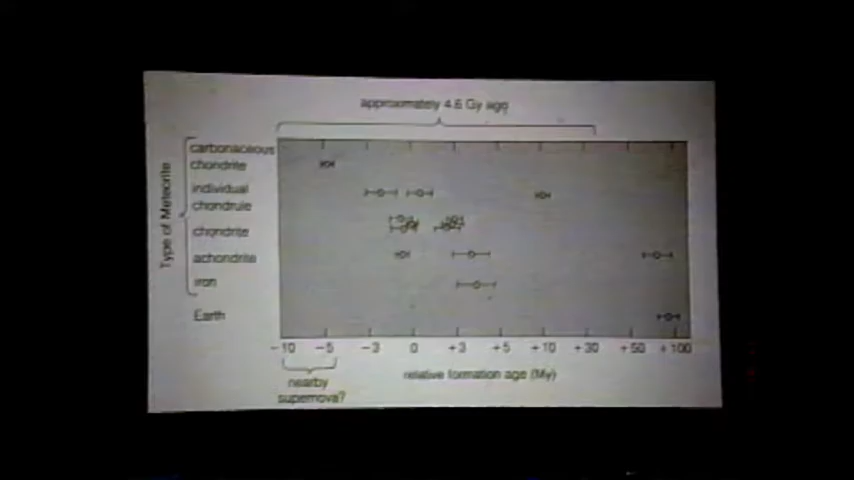 approximately 4.6 Gy ago
Type of Meteorite
carbonaceous
chondrite
individual
chondrule
chondrite
achondrite
iron
Earth
-10 -5 -3 0 +3 +5 +10 +30 +50 +100
nearby
supernova?
relative formation age (My)